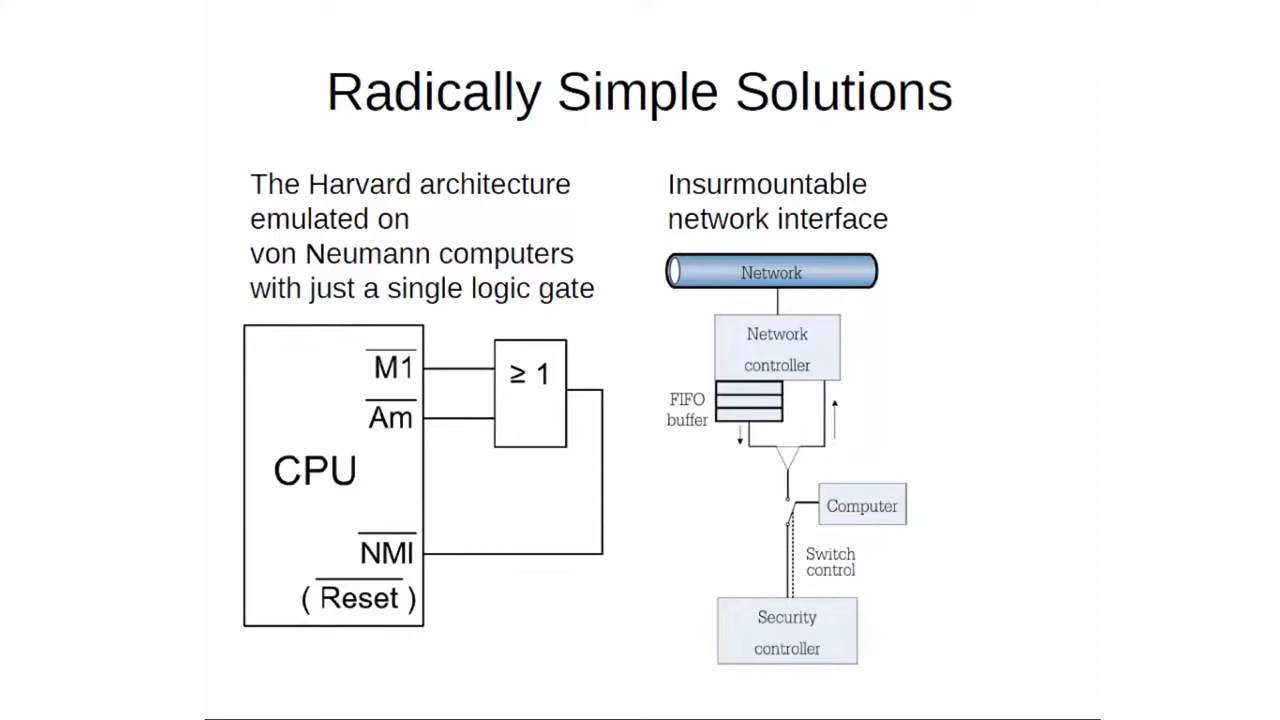 Radically Simple Solutions
The Harvard architecture
emulated on
von Neumann computers
with just a single logic gate
M1
Am
CPU
NMI
( Reset )
≥ 1
Insurmountable
network interface
Network
Network
controller
FIFO
buffer
Computer
Switch
control
Security
controller